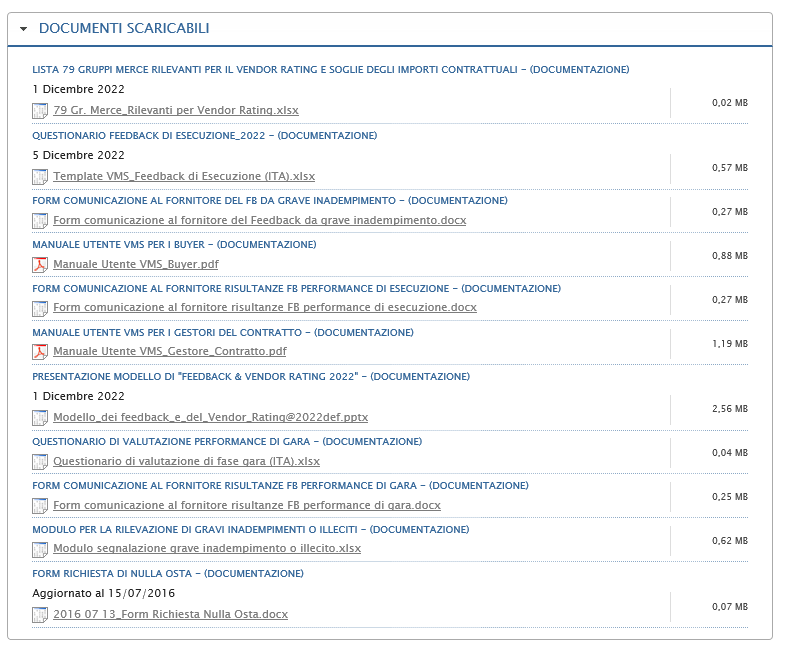 DOCUMENTI SCARICABILI
LISTA 79 GRUPPI MERCE RILEVANTI PER IL VENDOR RATING E SOGLIE DEGLI IMPORTI CONTRATTUALI - (DOCUMENTAZIONE)
1 Dicembre 2022
79 Gr. Merce_Rilevanti per Vendor Rating.xlsx
0,02 MB
QUESTIONARIO FEEDBACK DI ESECUZIONE_2022 - (DOCUMENTAZIONE)
5 Dicembre 2022
Template VMS_Feedback di Esecuzione (ITA).xlsx
0,57 MB
FORM COMUNICAZIONE AL FORNITORE DEL FB DA GRAVE INADEMPIMENTO - (DOCUMENTAZIONE)
Form comunicazione al fornitore del Feedback da grave inadempimento.docx
0,27 MB
MANUALE UTENTE VMS PER I BUYER - (DOCUMENTAZIONE)
Manuale Utente VMS_Buyer.pdf
0,88 MB
FORM COMUNICAZIONE AL FORNITORE RISULTANZE FB PERFORMANCE DI ESECUZIONE - (DOCUMENTAZIONE)
Form comunicazione al fornitore risultanze FB performance di esecuzione.docx
0,27 MB
MANUALE UTENTE VMS PER I GESTORI DEL CONTRATTO - (DOCUMENTAZIONE)
Manuale Utente VMS_Gestore_Contratto.pdf
1,19 MB
PRESENTAZIONE MODELLO DI "FEEDBACK & VENDOR RATING 2022" - (DOCUMENTAZIONE)
1 Dicembre 2022
Modello_dei feedback_e_del_Vendor_Rating@2022def.pptx
2,56 MB
QUESTIONARIO DI VALUTAZIONE PERFORMANCE DI GARA - (DOCUMENTAZIONE)
Questionario di valutazione di fase gara (ITA).xlsx
0,04 MB
FORM COMUNICAZIONE AL FORNITORE RISULTANZE FB PERFORMANCE DI GARA - (DOCUMENTAZIONE)
Form comunicazione al fornitore risultanze FB performance di gara.docx
0,25 MB
MODULO PER LA RILEVAZIONE DI GRAVI INADEMPIMENTI O ILLECITI - (DOCUMENTAZIONE)
Modulo segnalazione grave inadempimento o illecito.xlsx
0,62 MB
FORM RICHIESTA DI NULLA OSTA - (DOCUMENTAZIONE)
Aggiornato al 15/07/2016
2016 07 13_Form Richiesta Nulla Osta.docx
0,07 MB